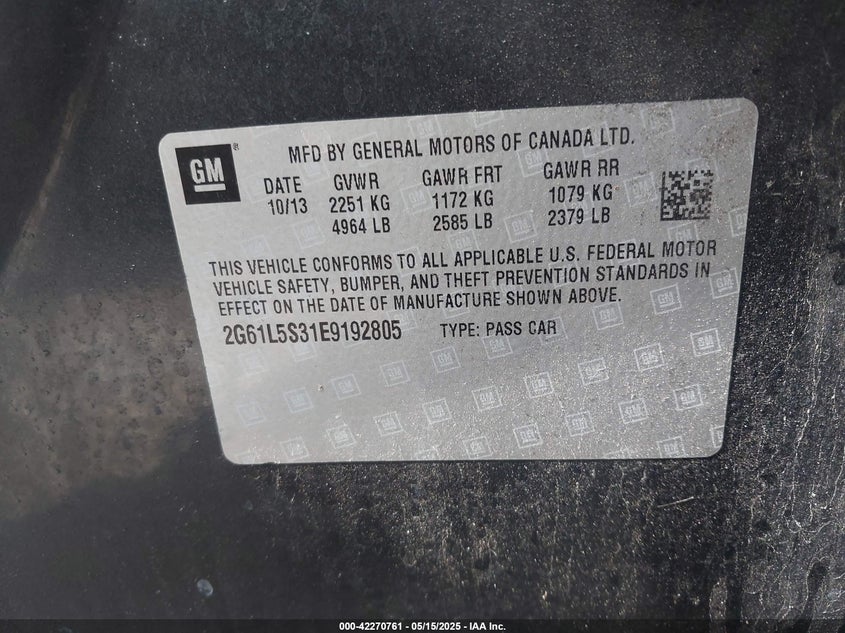 GM
MFD BY GENERAL MOTORS OF CANADA LTD.
DATE GVWR GAWR FRT GAWR RR
10/13 2251 KG 1172 KG 1079 KG
4964 LB 2585 LB 2379 LB
THIS VEHICLE CONFORMS TO ALL APPLICABLE U.S. FEDERAL MOTOR
VEHICLE SAFETY, BUMPER, AND THEFT PREVENTION STANDARDS IN
EFFECT ON THE DATE OF MANUFACTURE SHOWN ABOVE.
2G61L5S31E9192805 TYPE: PASS CAR
000-42270761 - 05/15/2025 - IAA Inc.